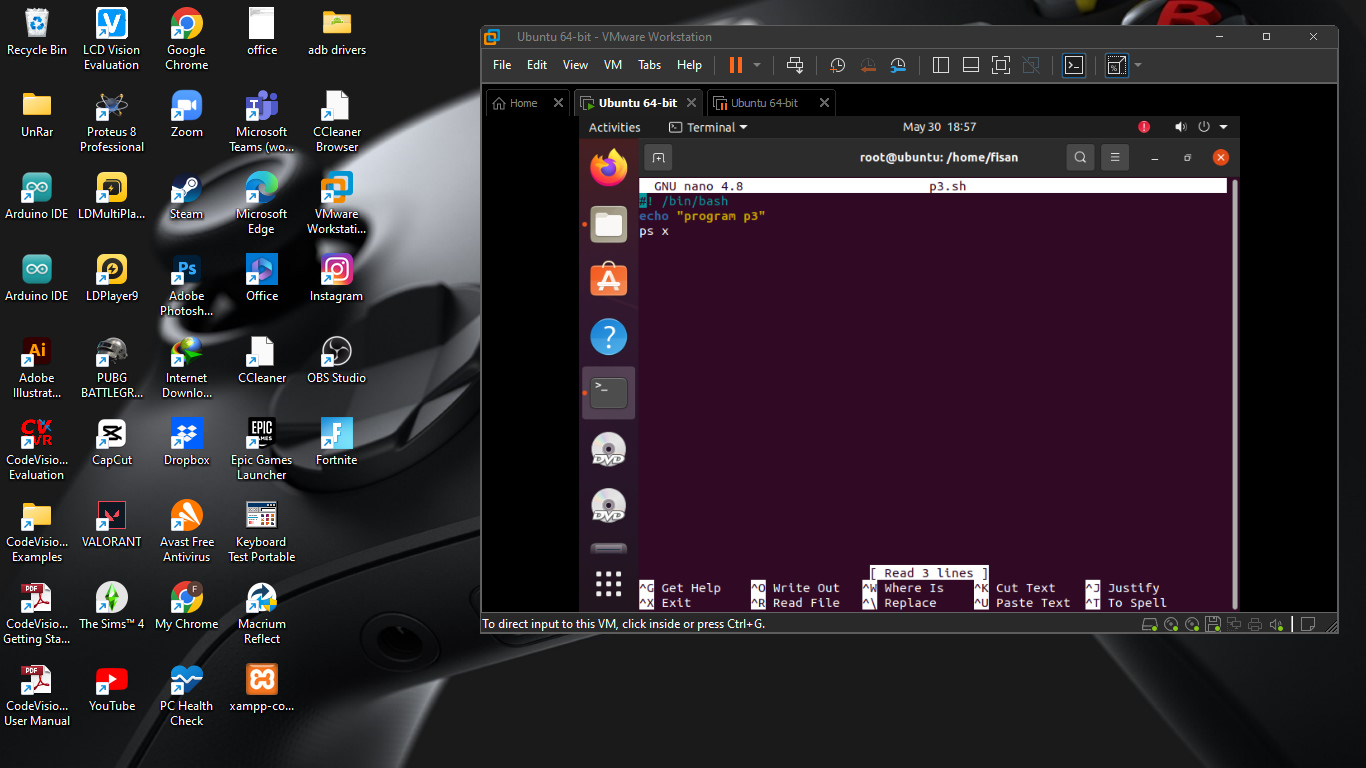 Recycle Bin
LCD Vision
Evaluation
Google
Chrome
office
adb drivers
UnRar
Proteus 8
Professional
Zoom
Microsoft
Teams (wo...
CCleaner
Browser
Arduino IDE
LDMultiPla...
Steam
Microsoft
Edge
VMware
Workstati...
Arduino IDE
LDPlayer9
Adobe
Photosh...
Office
Instagram
Adobe
Illustrat...
PUBG
BATTLEGR...
Internet
Downlo...
CCleaner
OBS Studio
CodeVisio...
Evaluation
CapCut
Dropbox
Epic Games
Launcher
Fortnite
CodeVisio...
Examples
VALORANT
Avast Free
Antivirus
Keyboard
Test Portable
CodeVisio...
Getting Sta...
The Sims™ 4
My Chrome
Macrium
Reflect
CodeVisio...
User Manual
YouTube
PC Health
Check
xampp-co...
Ubuntu 64-bit - VMware Workstation
File Edit View VM Tabs Help
Home Ubuntu 64-bit Ubuntu 64-bit
Activities Terminal May 30 18:57
root@ubuntu: /home/fisan
GNU nano 4.8 p3.sh
#! /bin/bash
echo "program p3"
ps x
[ Read 3 lines ]
^G Get Help ^O Write Out ^W Where Is ^K Cut Text ^J Justify
^X Exit ^R Read File ^\ Replace ^U Paste Text ^T To Spell
To direct input to this VM, click inside or press Ctrl+G.